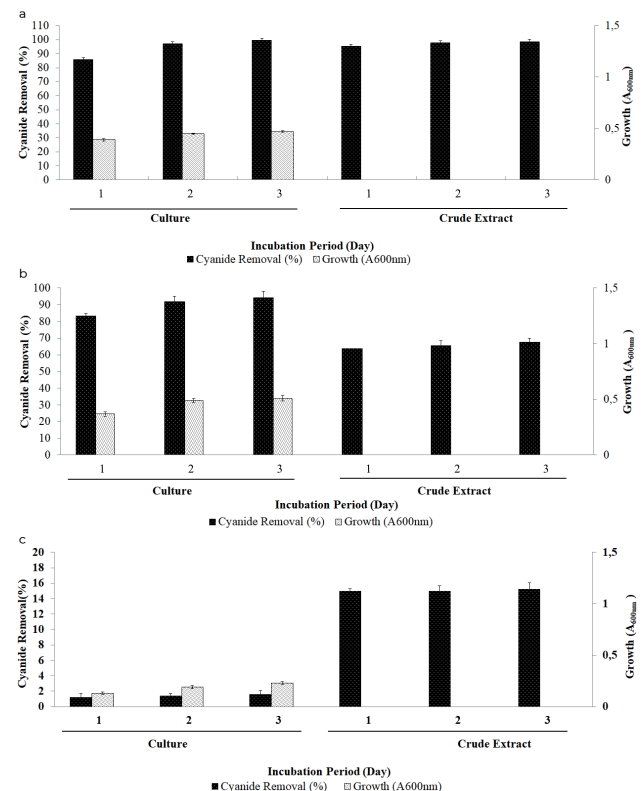 a
Cyanide Removal (%)
110
100
90
80
70
60
50
40
30
20
10
0
1,5
1
0,5
0
Growth (A600nm)
1 2 3 1 2 3
Culture Crude Extract
Incubation Period (Day)
Cyanide Removal (%) Growth (A600nm)
b
Cyanide Removal (%)
100
90
80
70
60
50
40
30
20
10
0
1,5
1
0,5
0
Growth (A600nm)
1 2 3 1 2 3
Culture Crude Extract
Incubation Period (Day)
Cyanide Removal (%) Growth (A600nm)
c
Cyanide Removal(%)
20
18
16
14
12
10
8
6
4
2
0
1,5
1
0,5
0
Growth (A600nm )
1 2 3 1 2 3
Culture Crude Extract
Incubation Period (Day)
Cyanide Removal (%) Growth (A600nm)